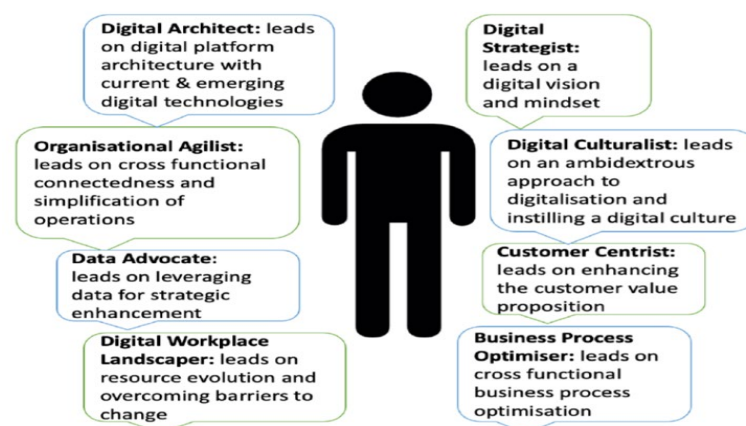 Digital Architect: leads
on digital platform
architecture with
current & emerging
digital technologies
Organisational Agilist:
leads on cross functional
connectedness and
simplification of
operations
Data Advocate:
leads on leveraging
data for strategic
enhancement
Digital Workplace
Landscaper: leads on
resource evolution and
overcoming barriers to
change
Digital
Strategist:
leads on a
digital vision
and mindset
Digital Culturalist: leads
on an ambidextrous
approach to
digitalisation and
instilling a digital culture
Customer Centrist:
leads on enhancing
the customer value
proposition
Business Process
Optimiser: leads on
cross functional
business process
optimisation